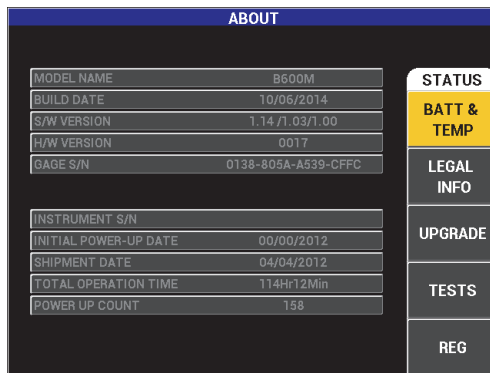 ABOUT
MODEL NAME B600M
BUILD DATE 10/06/2014
S/W VERSION 1.14 /1.03/1.00
H/W VERSION 0017
GAGE S/N 0138-805A-A539-CFFC
INSTRUMENT S/N
INITIAL POWER-UP DATE 00/00/2012
SHIPMENT DATE 04/04/2012
TOTAL OPERATION TIME 114Hr12Min
POWER UP COUNT 158
STATUS
BATT &
TEMP
LEGAL
INFO
UPGRADE
TESTS
REG